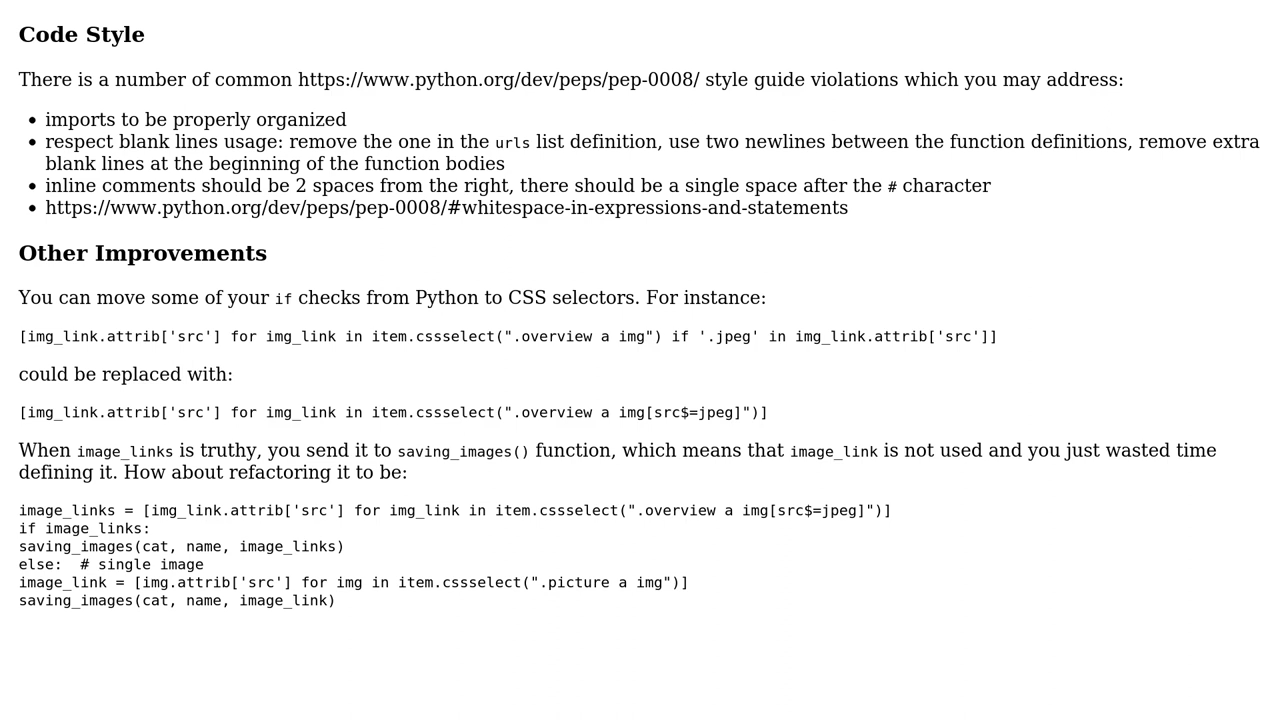 Code Style
There is a number of common https://www.python.org/dev/peps/pep-0008/ style guide violations which you may address:
• imports to be properly organized
• respect blank lines usage: remove the one in the urls list definition, use two newlines between the function definitions, remove extra
blank lines at the beginning of the function bodies
• inline comments should be 2 spaces from the right, there should be a single space after the # character
• https://www.python.org/dev/peps/pep-0008/#whitespace-in-expressions-and-statements
Other Improvements
You can move some of your if checks from Python to CSS selectors. For instance:
[img_link.attrib['src'] for img_link in item.cssselect(".overview a img") if '.jpeg' in img_link.attrib['src']]
could be replaced with:
[img_link.attrib['src'] for img_link in item.cssselect(".overview a img[src$=jpeg]")]
When image_links is truthy, you send it to saving_images() function, which means that image_link is not used and you just wasted time
defining it. How about refactoring it to be:
image_links = [img_link.attrib['src'] for img_link in item.cssselect(".overview a img[src$=jpeg]")]
if image_links:
saving_images(cat, name, image_links)
else:  # single image
image_link = [img.attrib['src'] for img in item.cssselect(".picture a img")]
saving_images(cat, name, image_link)